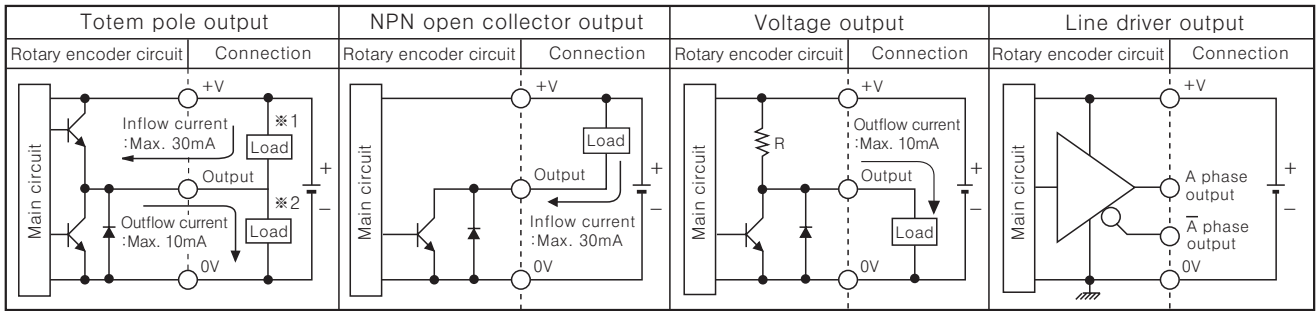 Totem pole output
Rotary encoder circuit
Connection
Main circuit
+V
Inflow current
:Max. 30mA
※1
Load
Output
Outflow current
:Max. 10mA
※2
Load
+
−
0V
NPN open collector output
Rotary encoder circuit
Connection
Main circuit
+V
Load
Output
Inflow current
:Max. 30mA
+
−
0V
Voltage output
Rotary encoder circuit
Connection
Main circuit
+V
R
Outflow current
:Max. 10mA
Output
Load
+
−
0V
Line driver output
Rotary encoder circuit
Connection
Main circuit
+V
A phase
output
A̅ phase
output
+
−
0V